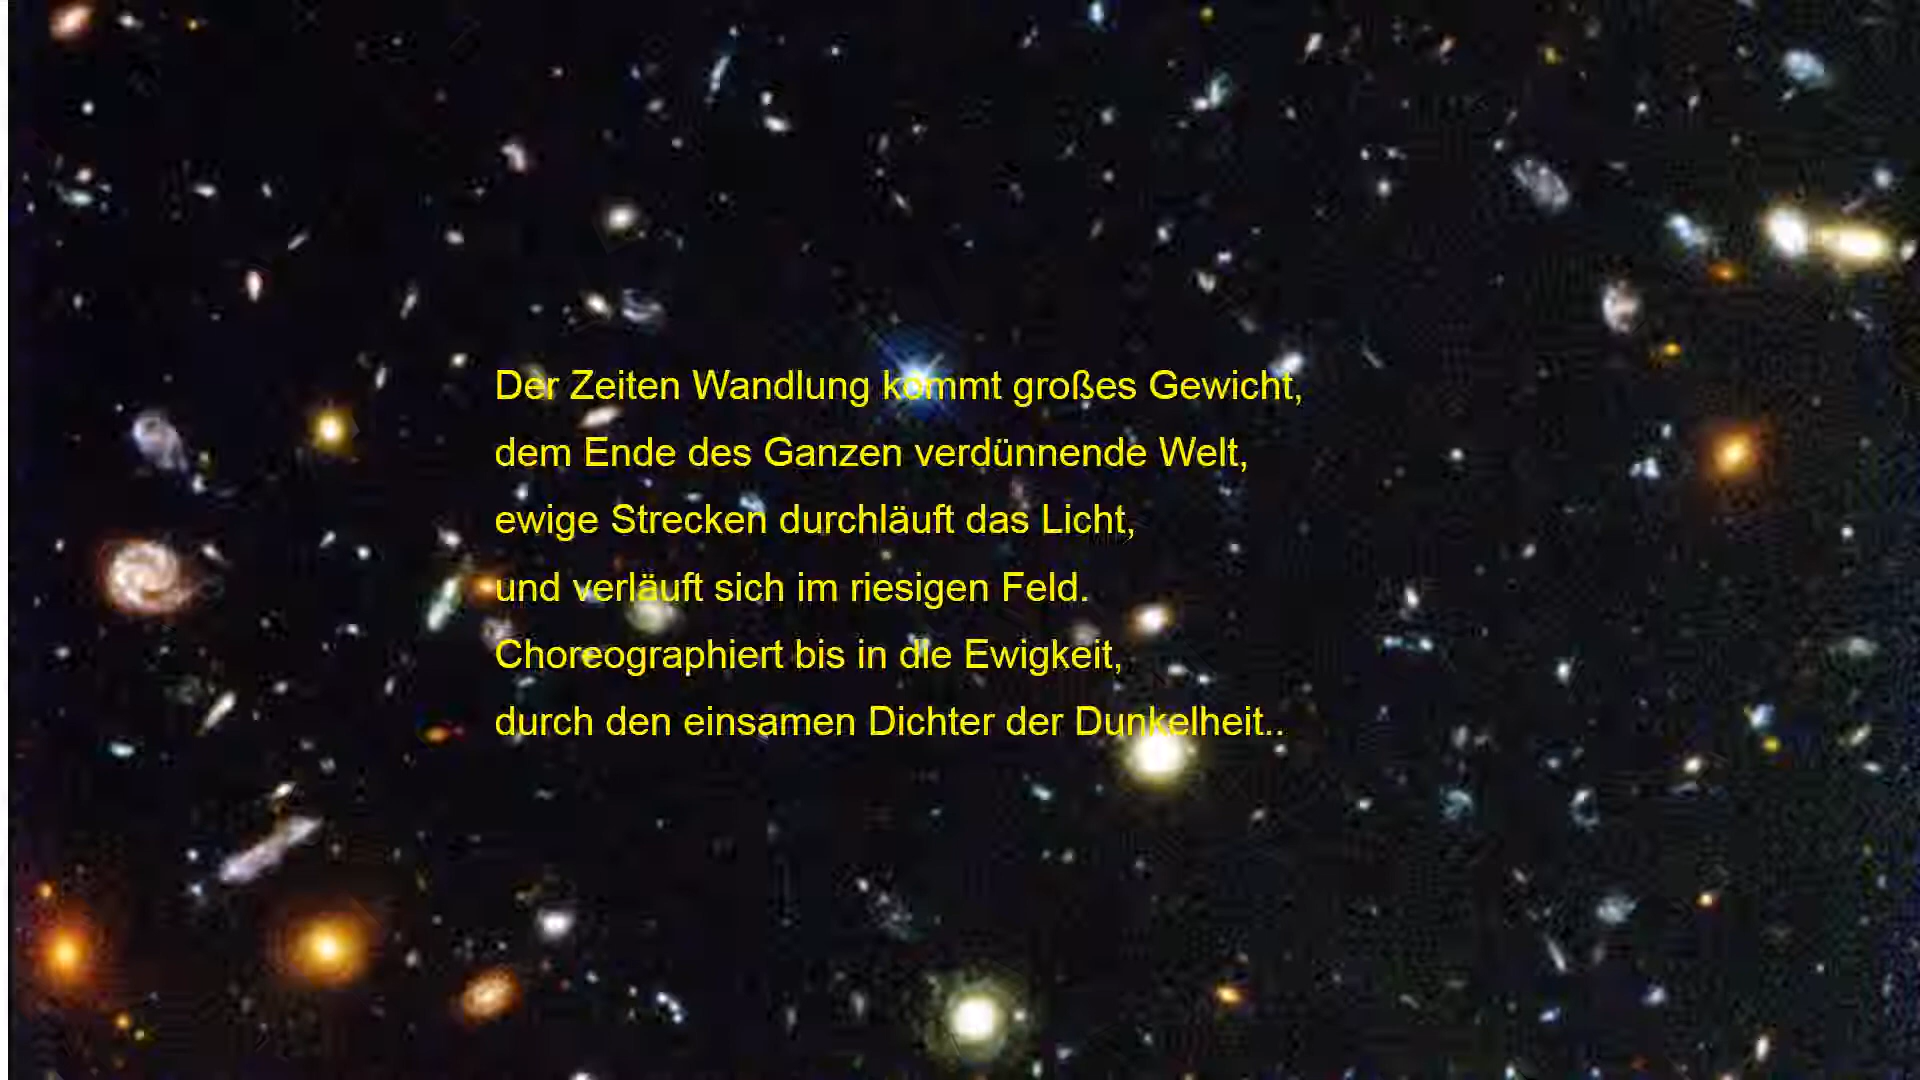 Der Zeiten Wandlung kommt großes Gewicht,
dem Ende des Ganzen verdünnende Welt,
ewige Strecken durchläuft das Licht,
und verläuft sich im riesigen Feld.
Choreographiert bis in die Ewigkeit,
durch den einsamen Dichter der Dunkelheit..